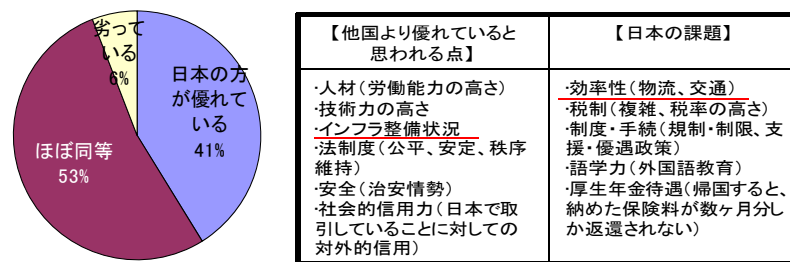 劣って
いる
6%
日本の方
が優れて
いる
41%
ほぼ同等
53%
【他国より優れていると
思われる点】
・人材(労働能力の高さ)
・技術力の高さ
・インフラ整備状況
・法制度(公平、安定、秩序
維持)
・安全(治安情勢)
・社会的信用力(日本で取
引していることに対しての
対外的信用)
【日本の課題】
・効率性(物流、交通)
・税制(複雑、税率の高さ)
・制度・手続(規制・制限、支
援・優遇政策)
・語学力(外国語教育)
・厚生年金待遇(帰国すると、
納めた保険料が数ヶ月分し
か返還されない)